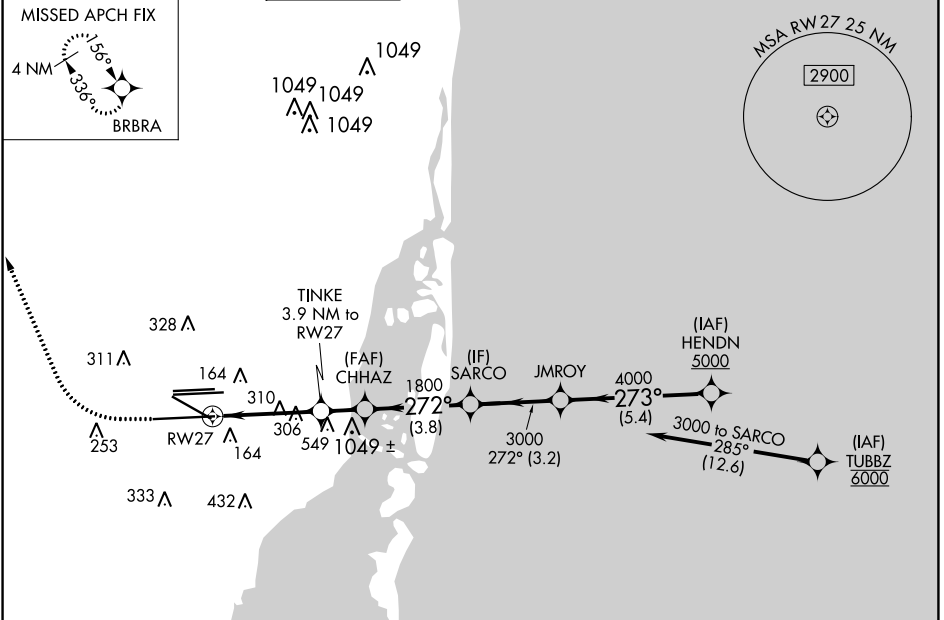 MISSED APCH FIX
4 NM
156°
336°
BRBRA
1049
1049
1049
1049
MSA RW 27 25 NM
2900
TINKE
3.9 NM to
RW27
328
311
164
(FAF)
CHHAZ
(IF)
SARCO
JMROY
(IAF)
HENDN
5000
310
1800
272°
(3.8)
4000
273°
(5.4)
306
549
1049 ±
RW27
164
253
3000
272° (3.2)
3000 to SARCO
285°
(12.6)
(IAF)
TUBBZ
6000
333
432